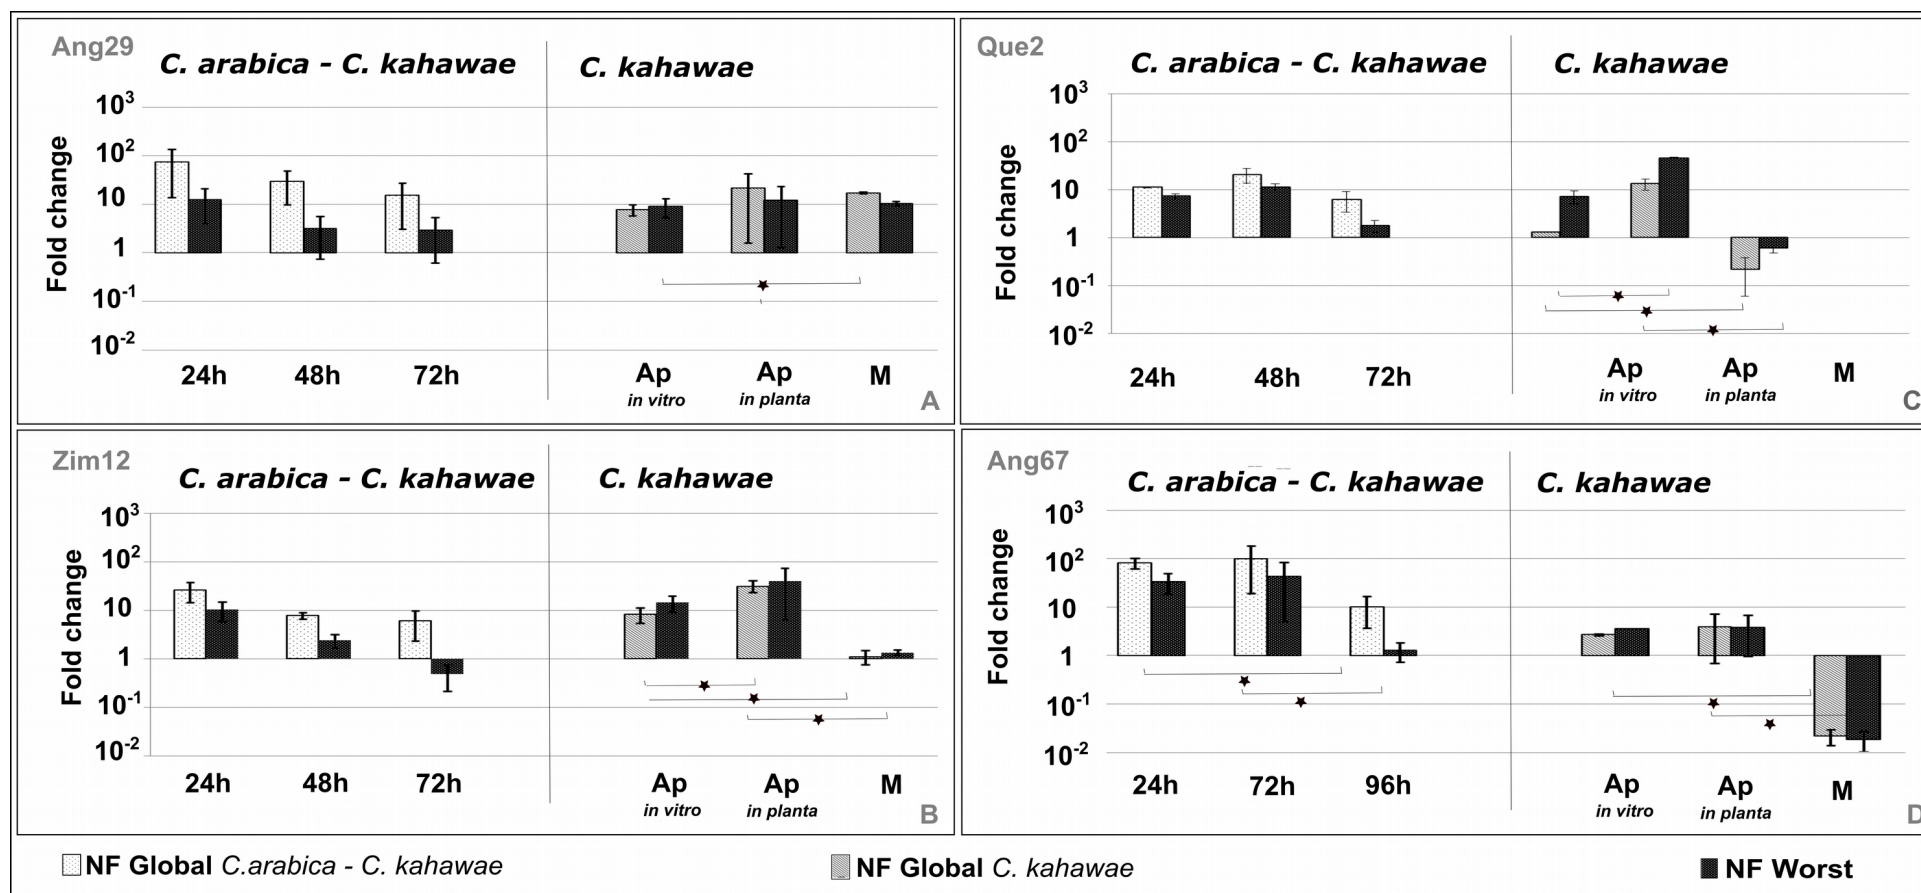 Ang29
C. arabica - C. kahawae
C. kahawae
Fold change
10³
10²
10
1
10⁻¹
10⁻²
24h 48h 72h
Ap in vitro
Ap in planta
M
A
Que2
C. arabica - C. kahawae
C. kahawae
Fold change
10³
10²
10
1
10⁻¹
10⁻²
24h 48h 72h
Ap in vitro
Ap in planta
M
C
Zim12
C. arabica - C. kahawae
C. kahawae
Fold change
10³
10²
10
1
10⁻¹
10⁻²
24h 48h 72h
Ap in vitro
Ap in planta
M
B
Ang67
C. arabica - C. kahawae
C. kahawae
Fold change
10³
10²
10
1
10⁻¹
10⁻²
24h 72h 96h
Ap in vitro
Ap in planta
M
D
NF Global C.arabica - C. kahawae
NF Global C. kahawae
NF Worst